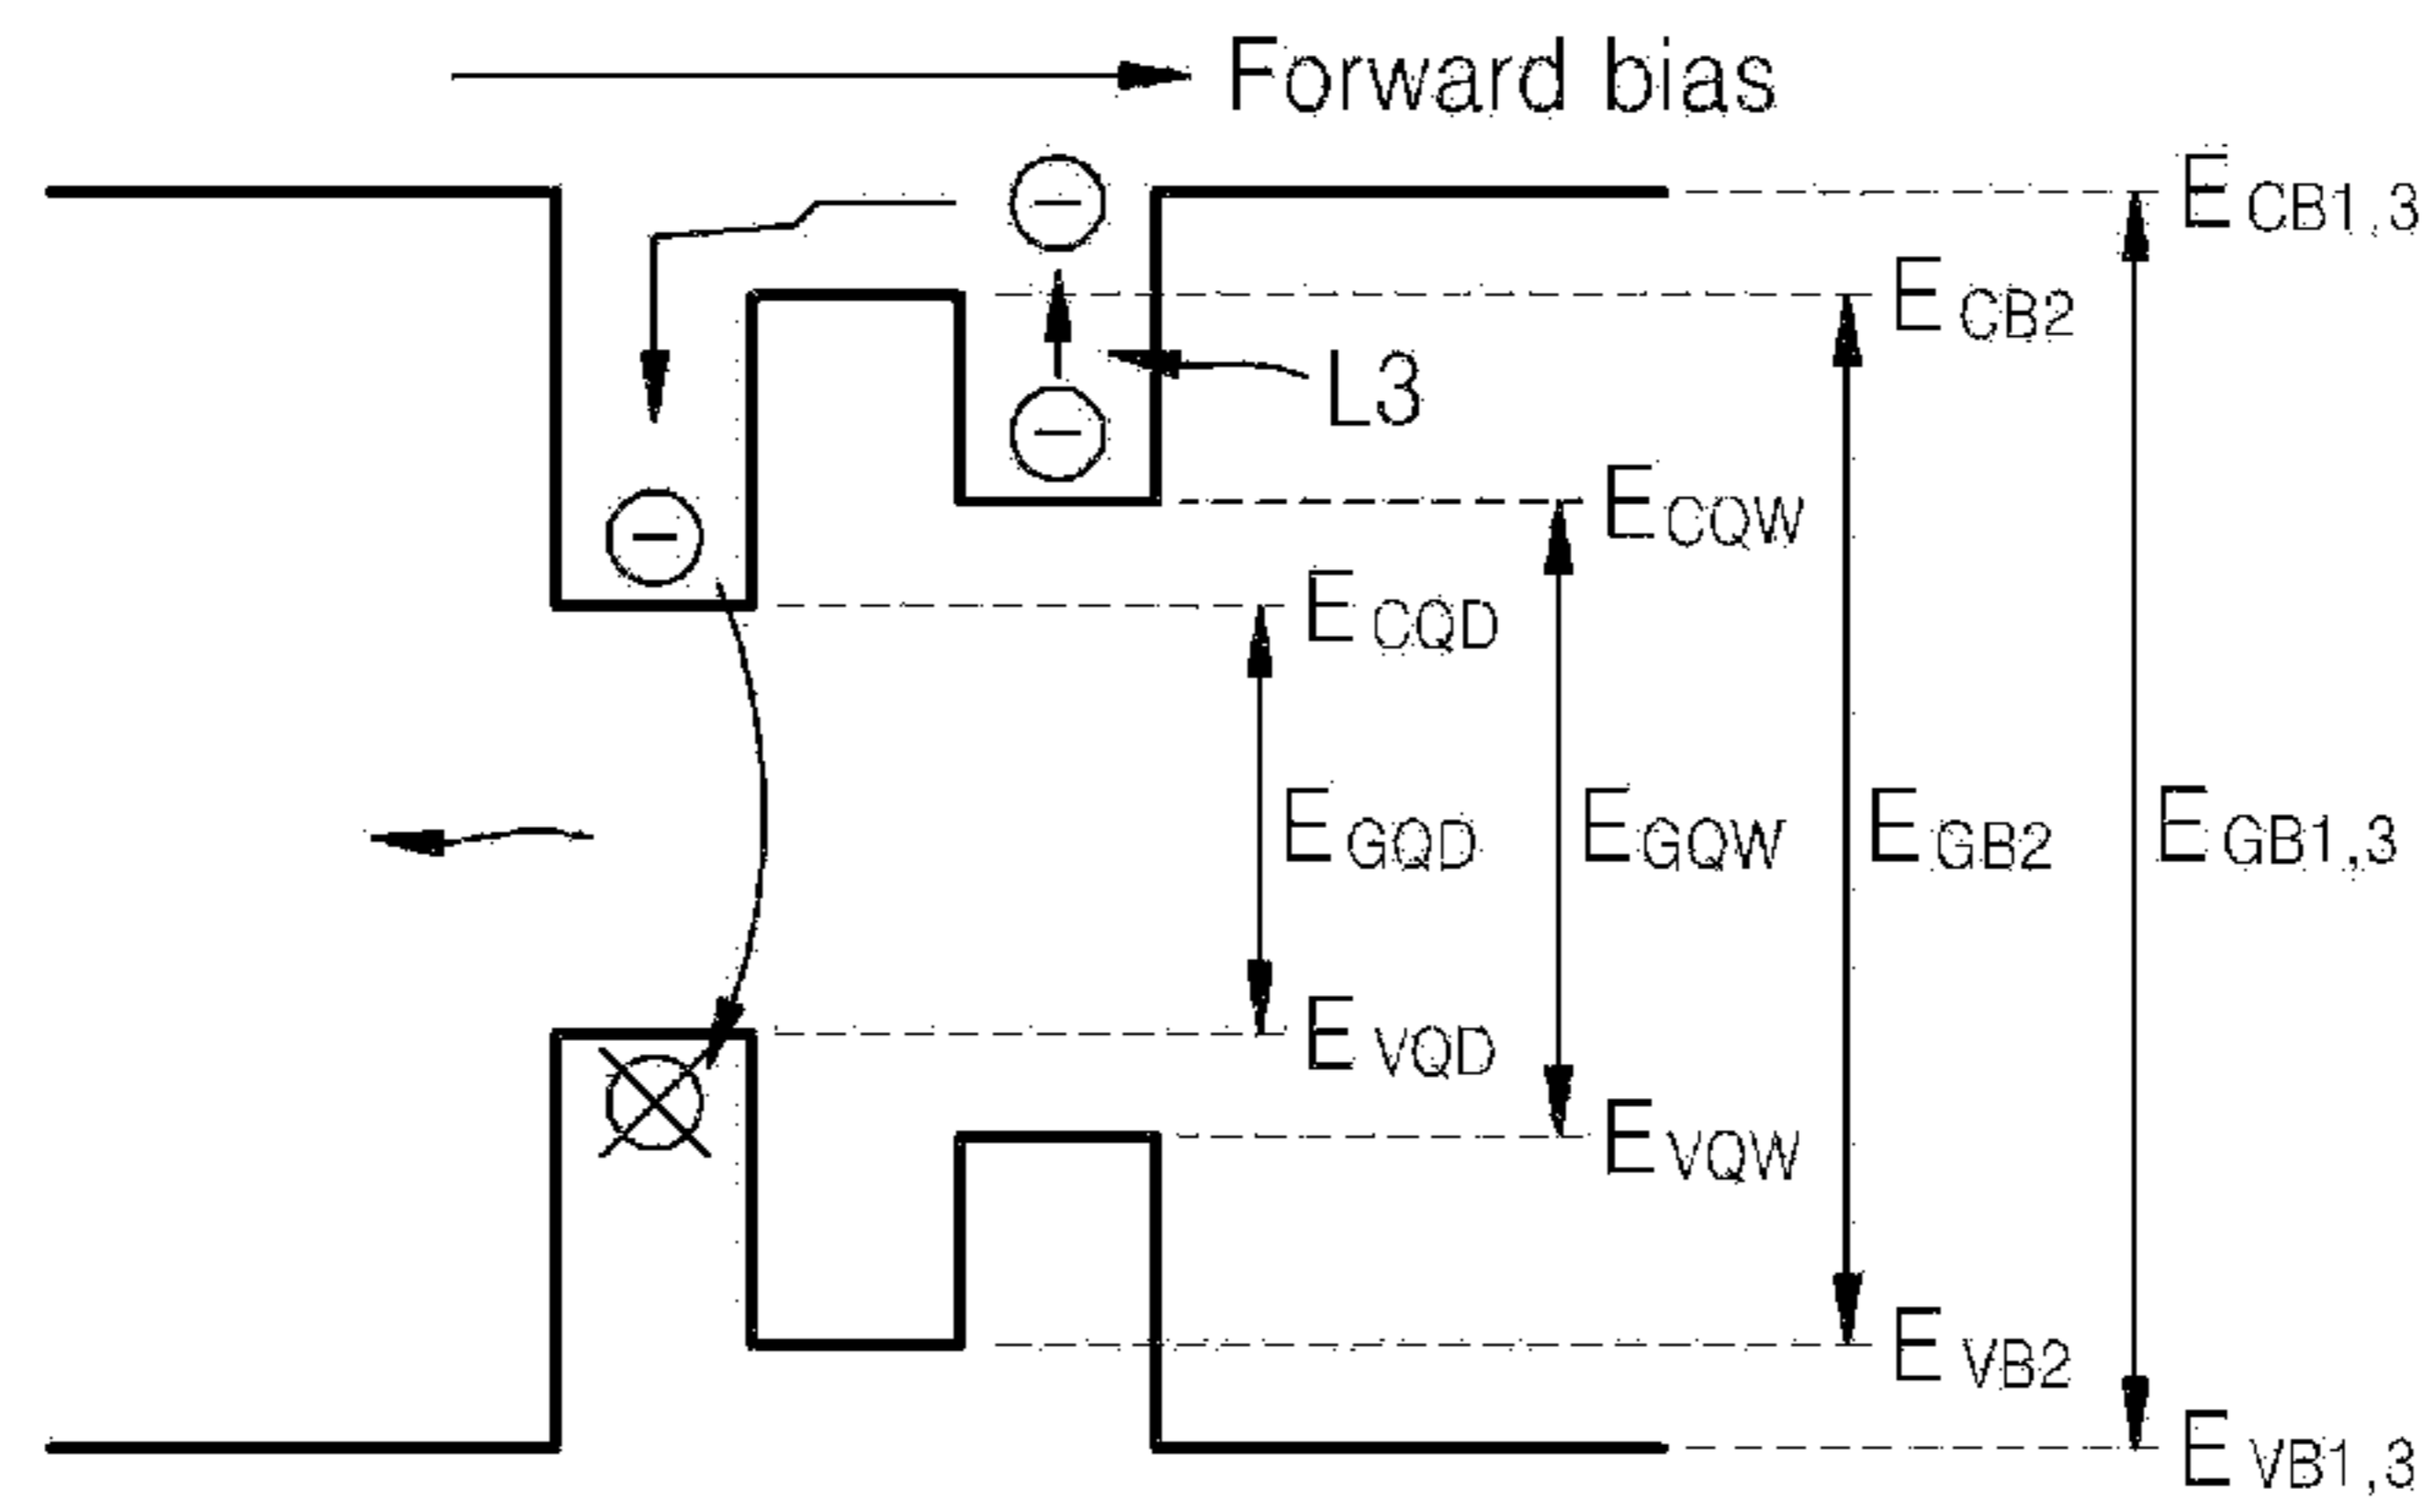 Forward bias
ECB1,3
ECB2
L3
ECQW
ECQD
EGQD
EGQW
EGB2
EGB1,3
EVQD
EVQW
EVB2
EVB1,3